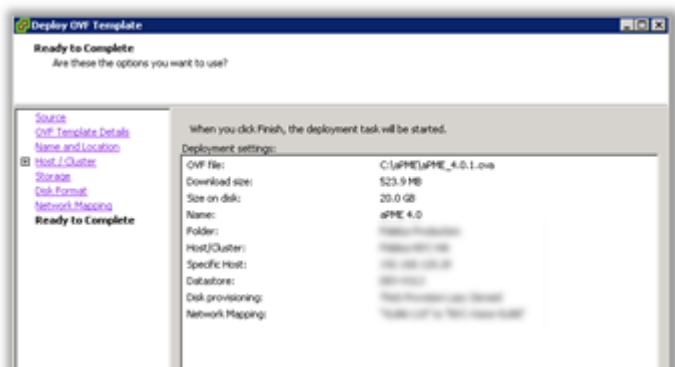 Deploy OVF Template
Ready to Complete
Are these the options you want to use?
Source
OVF Template Details
Name and Location
Host / Cluster
Storage
Disk Format
Network Mapping
Ready to Complete
When you click Finish, the deployment task will be started.
Deployment settings:
OVF file: C:\aPME\aPME_4.0.1.ova
Download size: 523.9 MB
Size on disk: 20.0 GB
Name: aPME 4.0
Folder:
Host/Cluster:
Specific Host:
Datastore:
Disk provisioning:
Network Mapping: